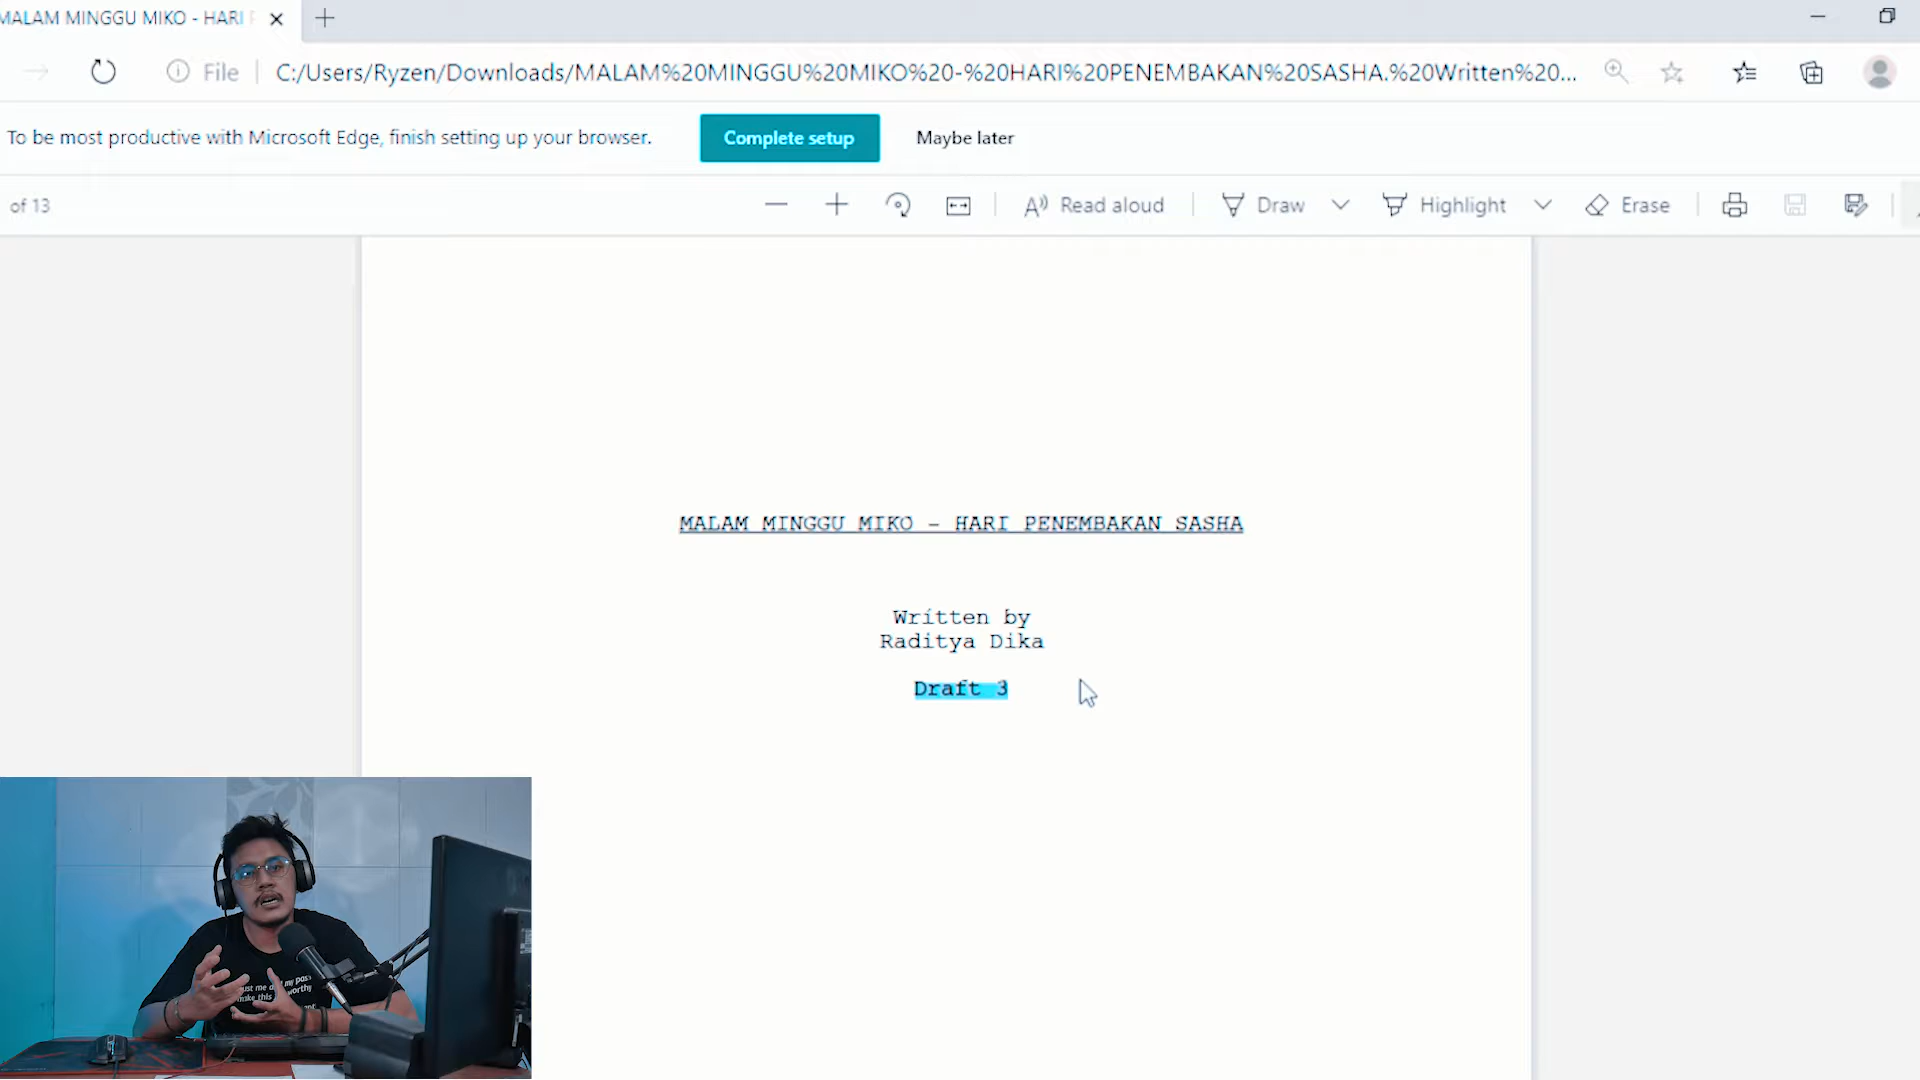 MALAM MINGGU MIKO - HARI
File
C:/Users/Ryzen/Downloads/MALAM%20MINGGU%20MIKO%20-%20HARI%20PENEMBAKAN%20SASHA.%20Written%20...
To be most productive with Microsoft Edge, finish setting up your browser.
Complete setup
Maybe later
of 13
Read aloud
Draw
Highlight
Erase
MALAM MINGGU MIKO - HARI PENEMBAKAN SASHA
Written by
Raditya Dika
Draft 3